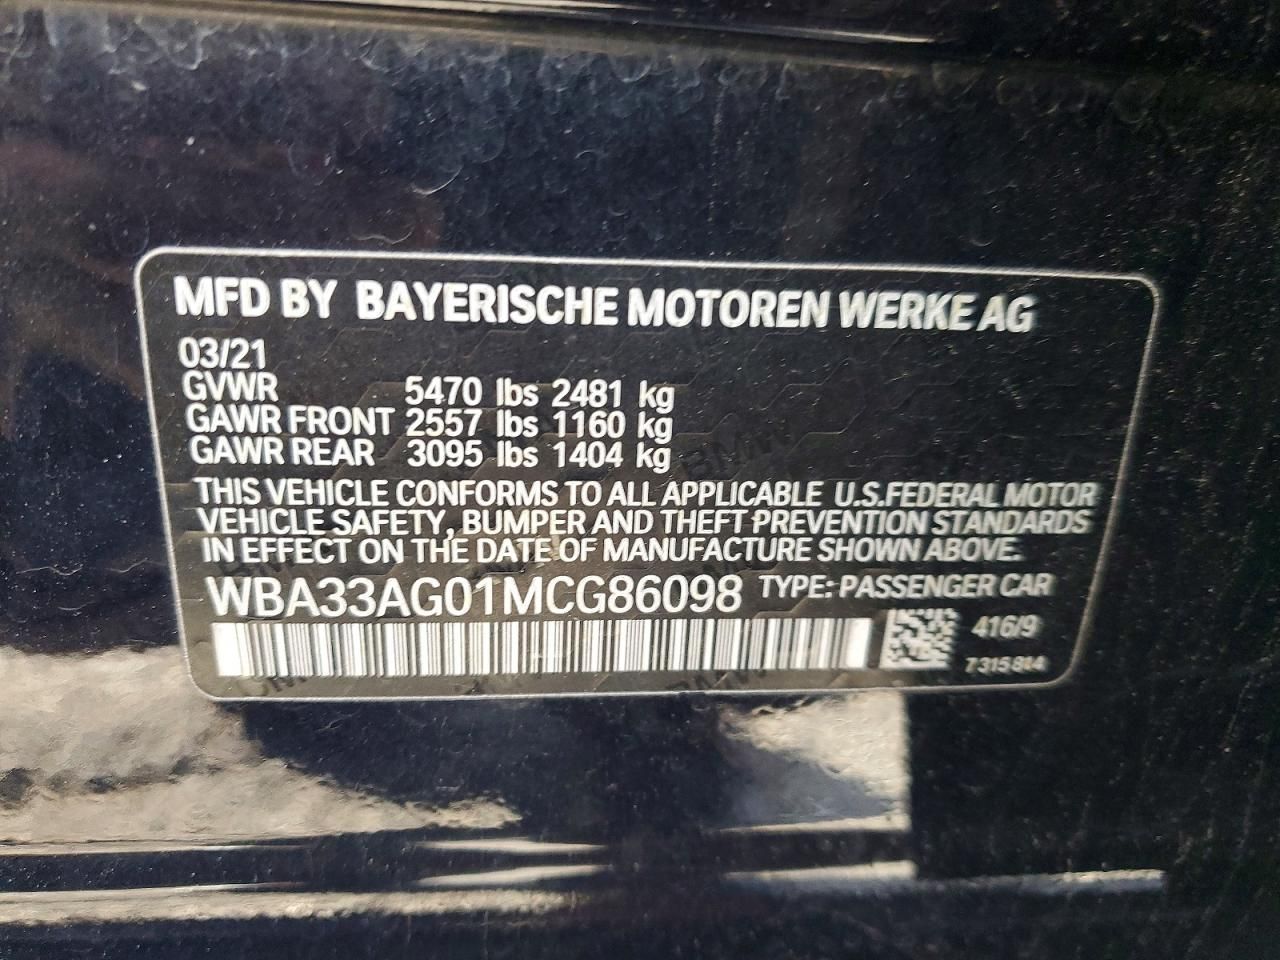 MFD BY BAYERISCHE MOTOREN WERKE AG
03/21
GVWR 5470 lbs 2481 kg
GAWR FRONT 2557 lbs 1160 kg
GAWR REAR 3095 lbs 1404 kg
THIS VEHICLE CONFORMS TO ALL APPLICABLE U.S.FEDERAL MOTOR
VEHICLE SAFETY, BUMPER AND THEFT PREVENTION STANDARDS
IN EFFECT ON THE DATE OF MANUFACTURE SHOWN ABOVE.
WBA33AG01MCG86098 TYPE: PASSENGER CAR
416/9